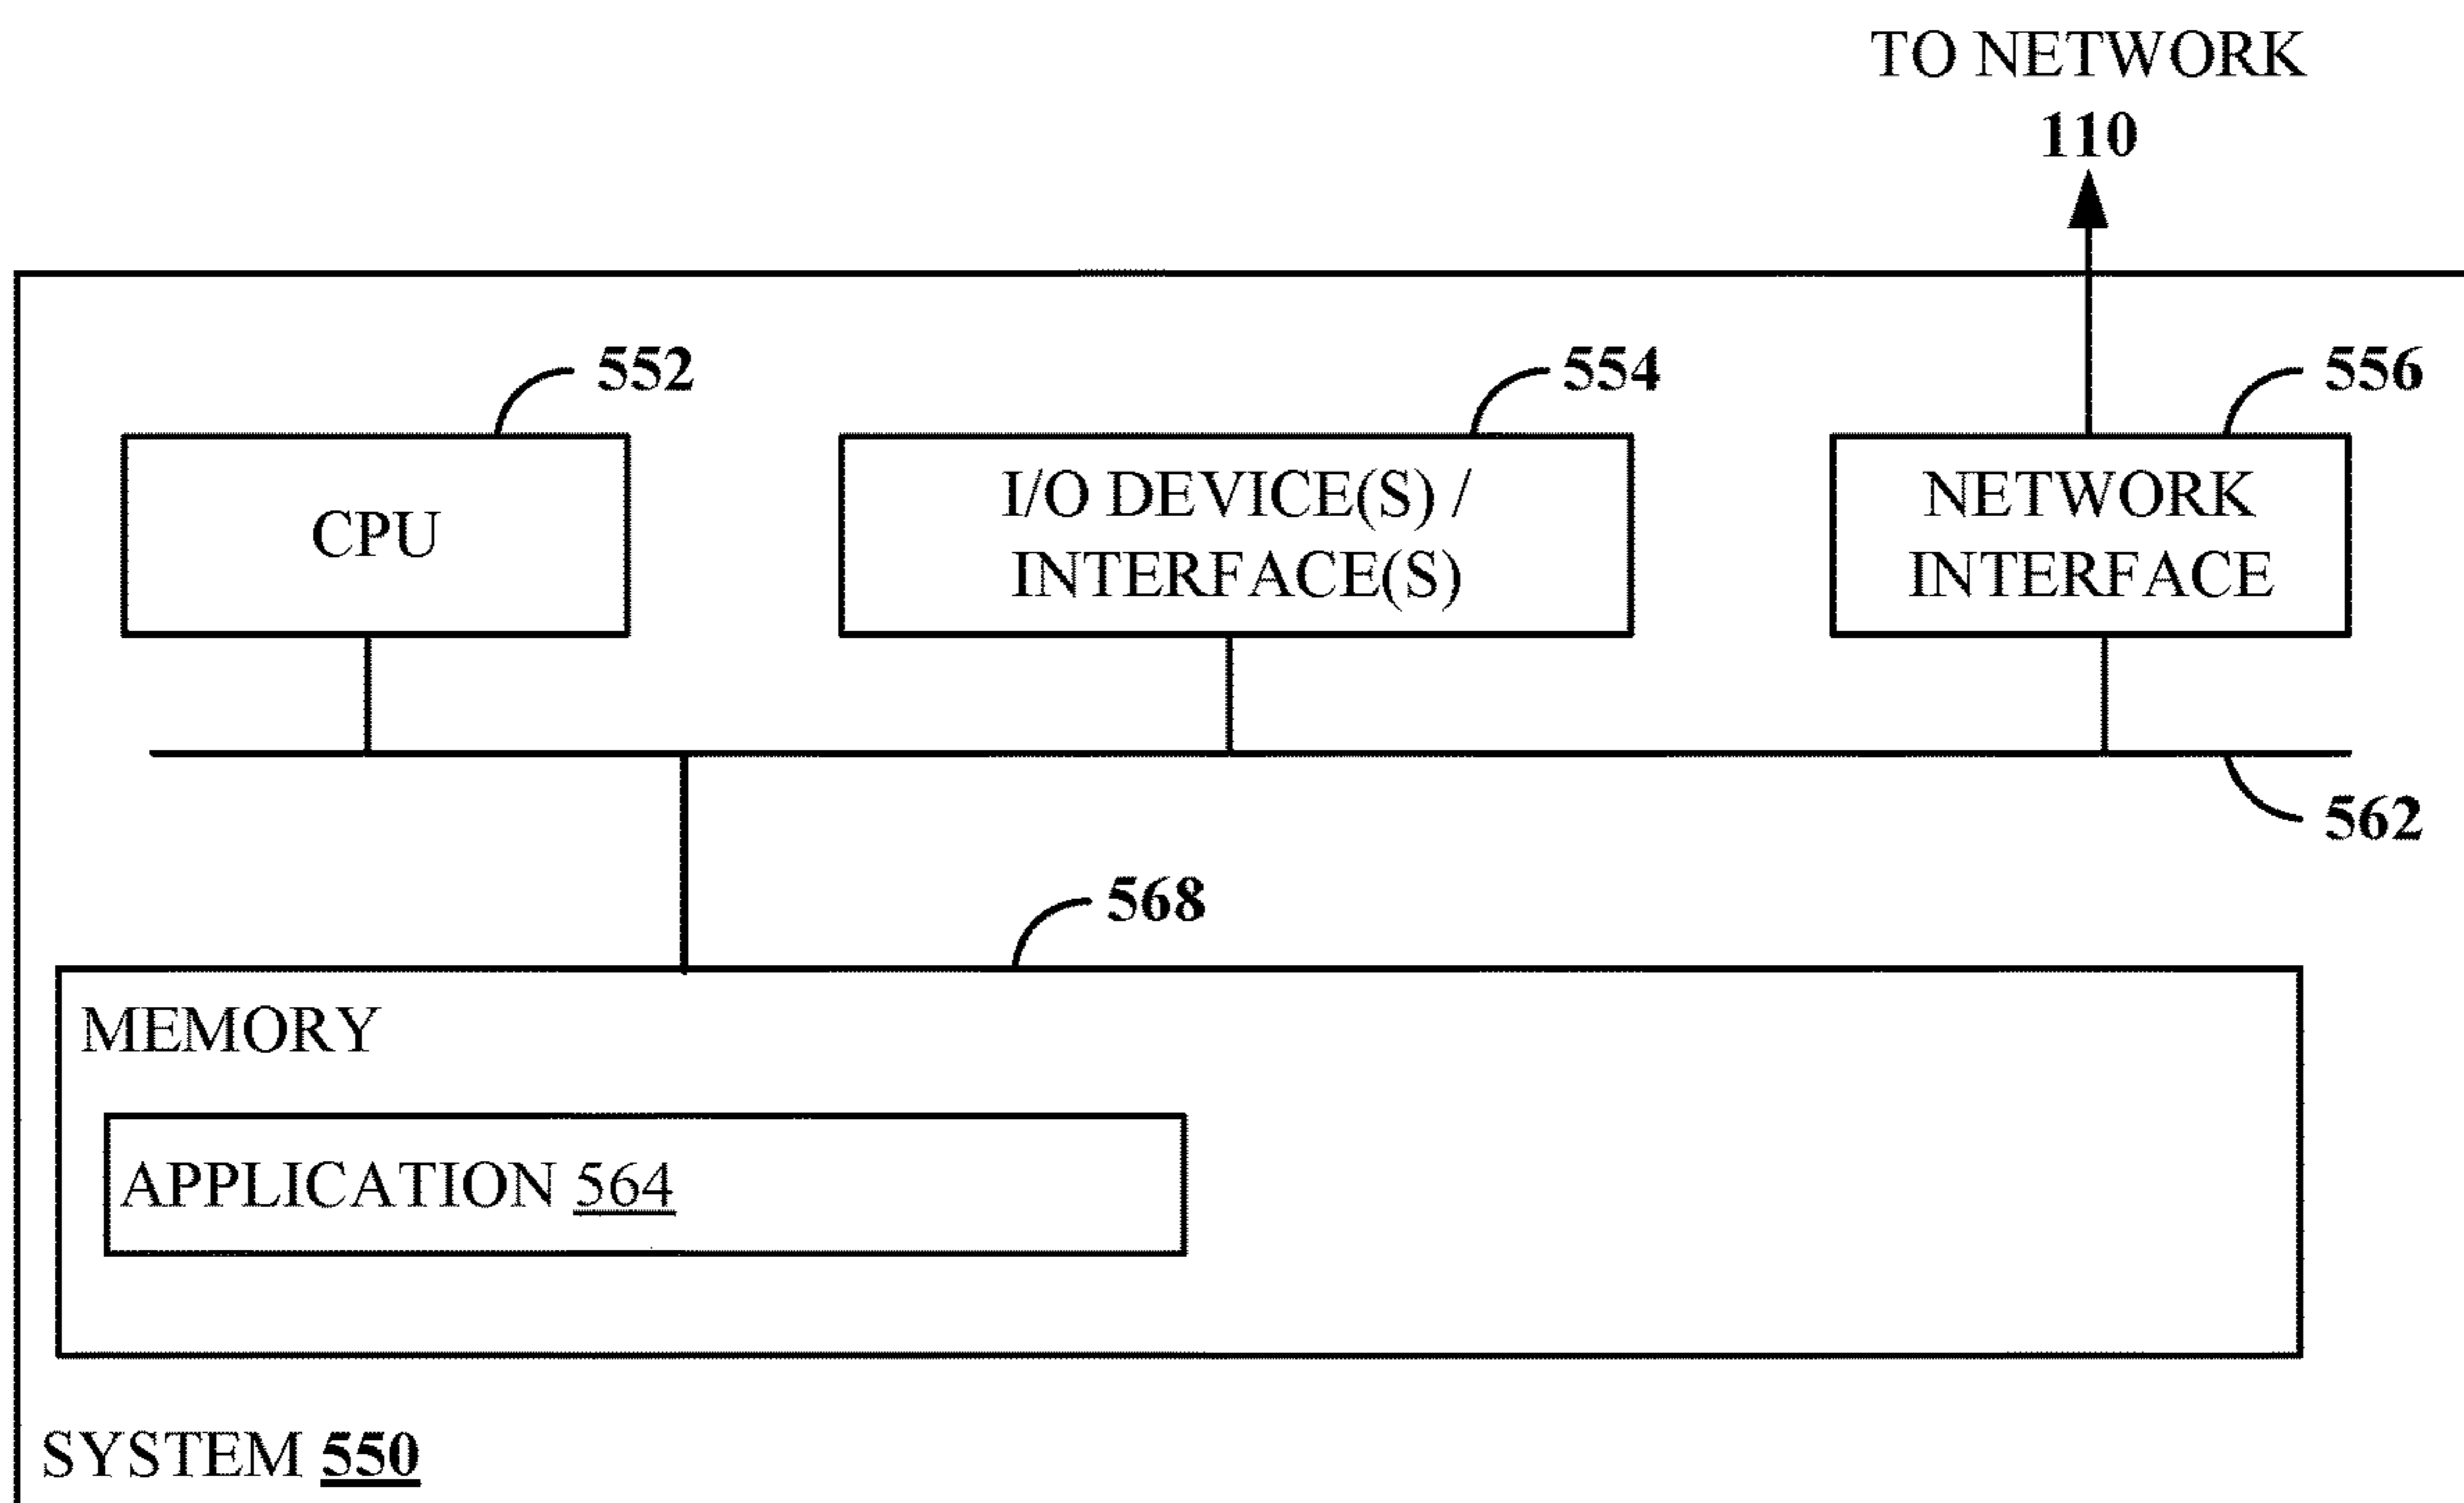 TO NETWORK
110
552
554
556
CPU
I/O DEVICE(S) /
INTERFACE(S)
NETWORK
INTERFACE
562
568
MEMORY
APPLICATION 564
SYSTEM 550